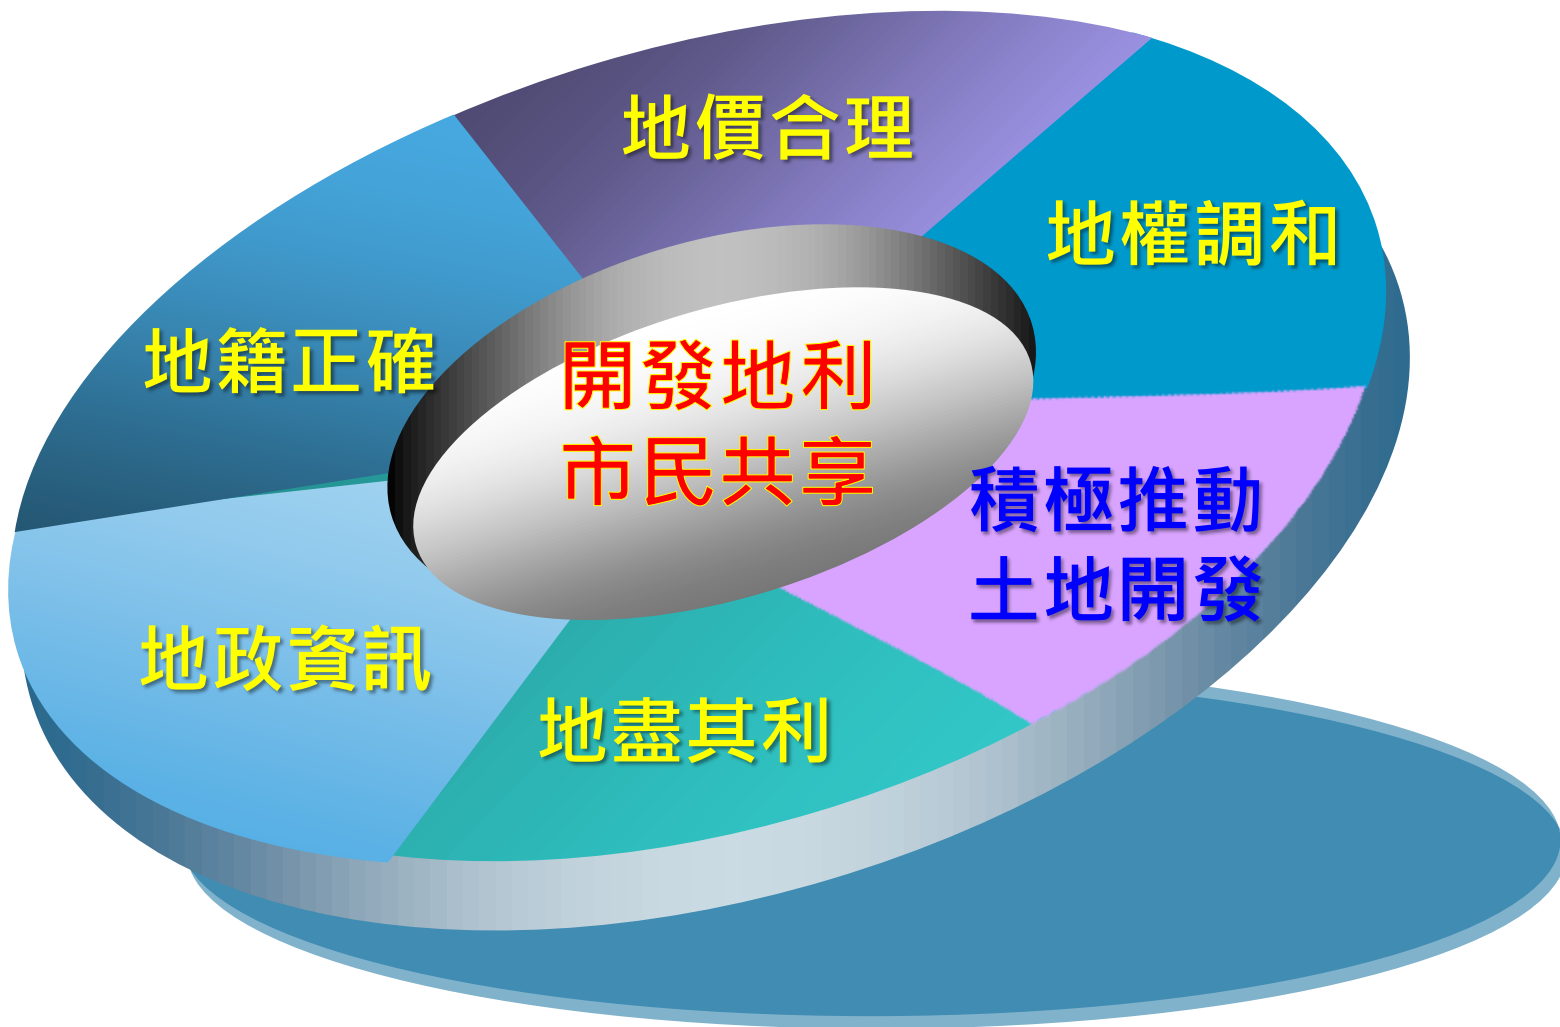 地價合理
地權調和
地籍正確
開發地利
市民共享
積極推動
土地開發
地政資訊
地盡其利